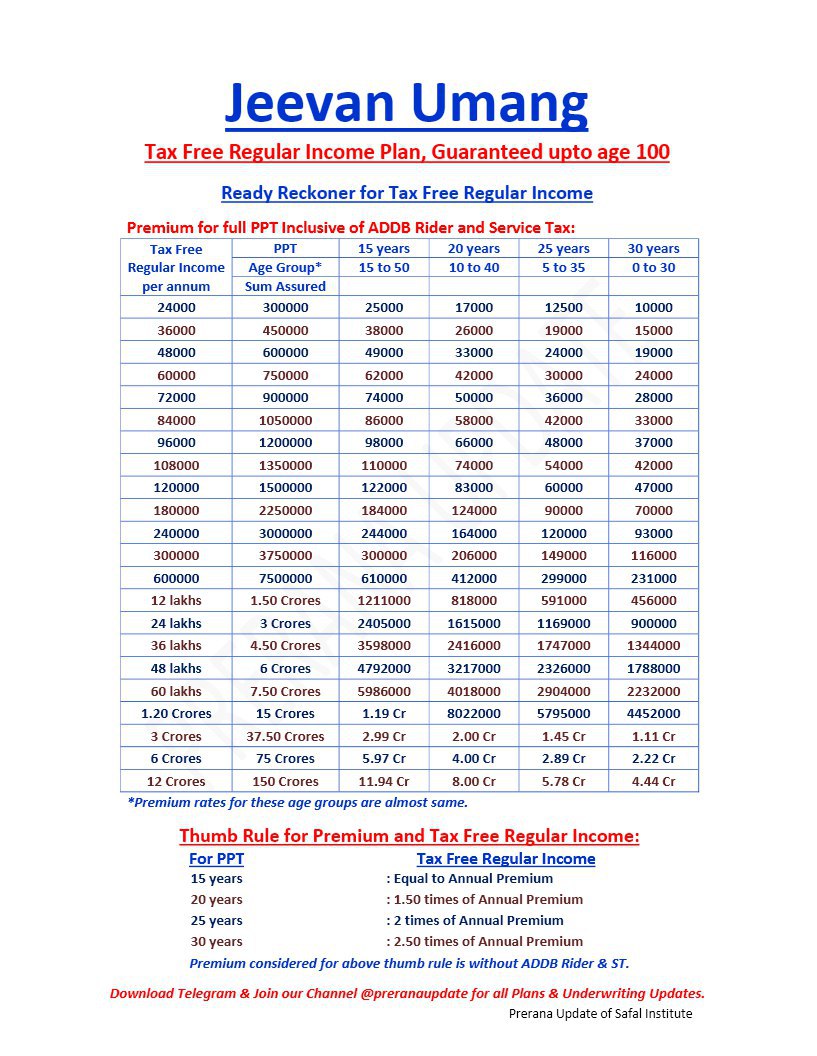 Jeevan Umang
Tax Free Regular Income Plan, Guaranteed upto age 100
Ready Reckoner for Tax Free Regular Income
Premium for full PPT Inclusive of ADDB Rider and Service Tax:
Tax Free PPT 15 years 20 years 25 years 30 years
Regular Income Age Group* 15 to 50 10 to 40 5 to 35 0 to 30
per annum Sum Assured
24000 300000 25000 17000 12500 10000
36000 450000 38000 26000 19000 15000
48000 600000 49000 33000 24000 19000
60000 750000 62000 42000 30000 24000
72000 900000 74000 50000 36000 28000
84000 1050000 86000 58000 42000 33000
96000 1200000 98000 66000 48000 37000
108000 1350000 110000 74000 54000 42000
120000 1500000 122000 83000 60000 47000
180000 2250000 184000 124000 90000 70000
240000 3000000 244000 164000 120000 93000
300000 3750000 300000 206000 149000 116000
600000 7500000 610000 412000 299000 231000
12 lakhs 1.50 Crores 1211000 818000 591000 456000
24 lakhs 3 Crores 2405000 1615000 1169000 900000
36 lakhs 4.50 Crores 3598000 2416000 1747000 1344000
48 lakhs 6 Crores 4792000 3217000 2326000 1788000
60 lakhs 7.50 Crores 5986000 4018000 2904000 2232000
1.20 Crores 15 Crores 1.19 Cr 8022000 5795000 4452000
3 Crores 37.50 Crores 2.99 Cr 2.00 Cr 1.45 Cr 1.11 Cr
6 Crores 75 Crores 5.97 Cr 4.00 Cr 2.89 Cr 2.22 Cr
12 Crores 150 Crores 11.94 Cr 8.00 Cr 5.78 Cr 4.44 Cr
*Premium rates for these age groups are almost same.
Thumb Rule for Premium and Tax Free Regular Income:
For PPT Tax Free Regular Income
15 years : Equal to Annual Premium
20 years : 1.50 times of Annual Premium
25 years : 2 times of Annual Premium
30 years : 2.50 times of Annual Premium
Premium considered for above thumb rule is without ADDB Rider & ST.
Download Telegram & Join our Channel @preranaupdate for all Plans & Underwriting Updates.
Prerana Update of Safal Institute
PRERANA UPDATE